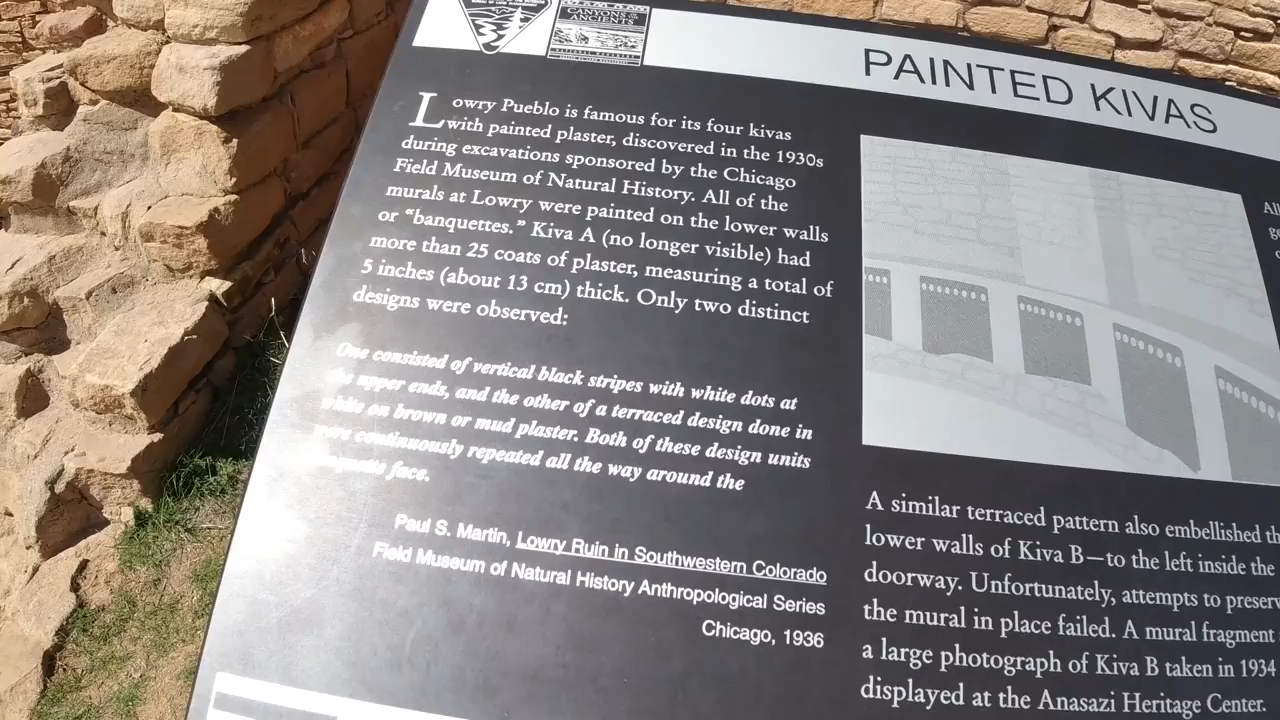 CANYONS OF THE
ANCIENTS
PAINTED KIVAS
Lowry Pueblo is famous for its four kivas
with painted plaster, discovered in the 1930s
during excavations sponsored by the Chicago
Field Museum of Natural History. All of the
murals at Lowry were painted on the lower walls
or “banquettes.” Kiva A (no longer visible) had
more than 25 coats of plaster, measuring a total of
5 inches (about 13 cm) thick. Only two distinct
designs were observed:
One consisted of vertical black stripes with white dots at
the upper ends, and the other of a terraced design done in
white on brown or mud plaster. Both of these design units
were continuously repeated all the way around the
face.
Paul S. Martin, Lowry Ruin in Southwestern Colorado
Field Museum of Natural History Anthropological Series
Chicago, 1936
All
A similar terraced pattern also embellished th
lower walls of Kiva B—to the left inside the
doorway. Unfortunately, attempts to preserv
the mural in place failed. A mural fragment
a large photograph of Kiva B taken in 1934
displayed at the Anasazi Heritage Center.